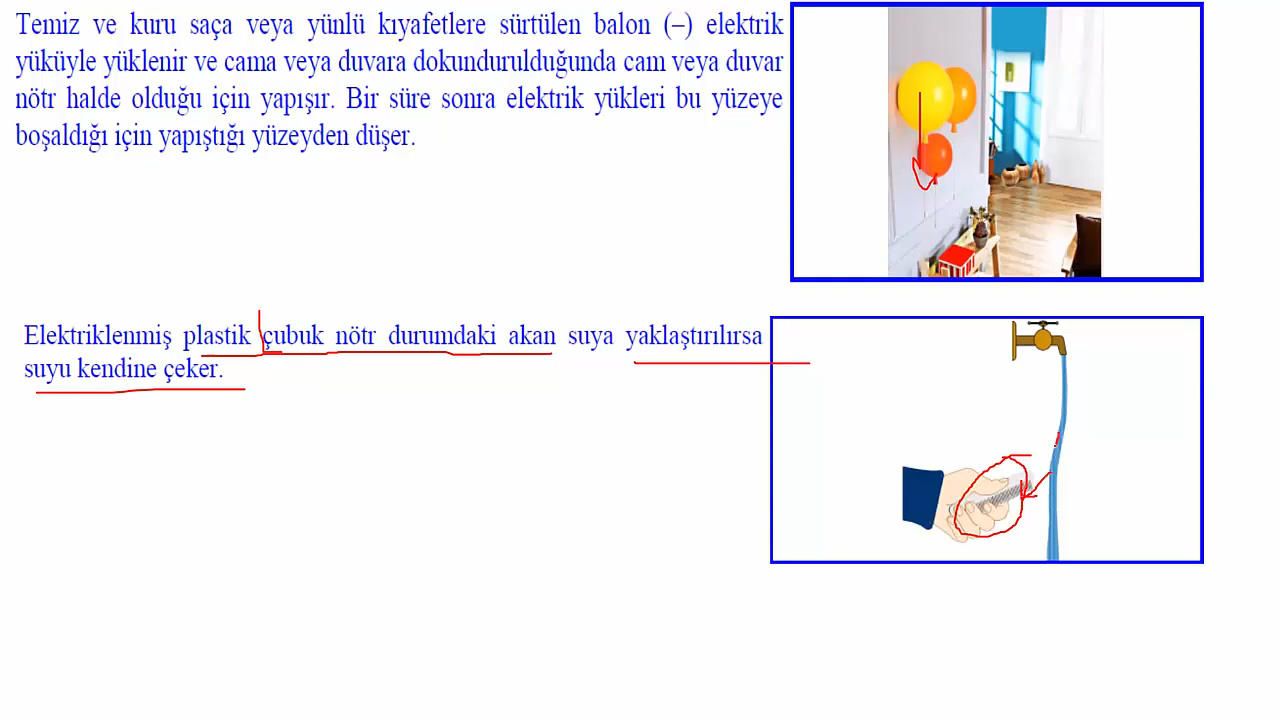 Temiz ve kuru saça veya yünlü kıyafetlere sürtülen balon (–) elektrik
yüküyle yüklenir ve cama veya duvara dokundurulduğunda cam veya duvar
nötr halde olduğu için yapışır. Bir süre sonra elektrik yükleri bu yüzeye
boşaldığı için yapıştığı yüzeyden düşer.
Elektriklenmiş plastik çubuk nötr durumdaki akan suya yaklaştırılırsa
suyu kendine çeker.